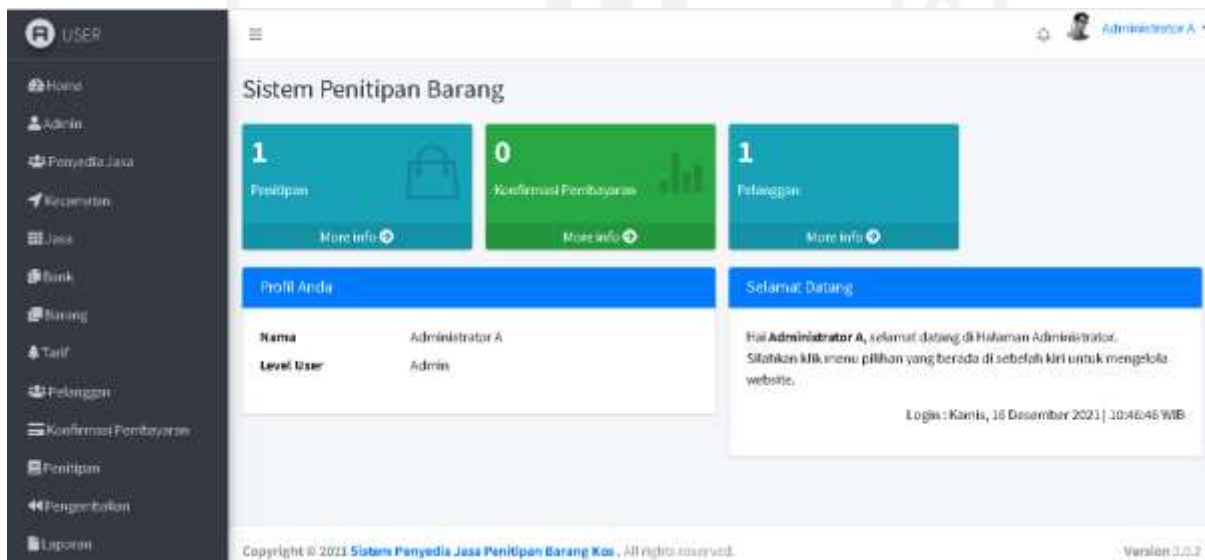 USER
Administrator A
Home
Admin
Penyedia Jasa
Kecamatan
Jasa
Bank
Barang
Tarif
Pelanggan
Konfirmasi Pembayaran
Penitipan
Pengembalian
Laporan
Sistem Penitipan Barang
1
Penitipan
More info
0
Konfirmasi Pembayaran
More info
1
Pelanggan
More info
Profil Anda
Nama Administrator A
Level User Admin
Selamat Datang
Hai Administrator A, selamat datang di Halaman Administrator.
Silahkan klik menu pilihan yang berada di sebelah kiri untuk mengelola
website.
Login : Kamis, 16 Desember 2021 | 10:46:46 WIB
Copyright © 2021 Sistem Penyedia Jasa Penitipan Barang Kos . All rights reserved.
Version